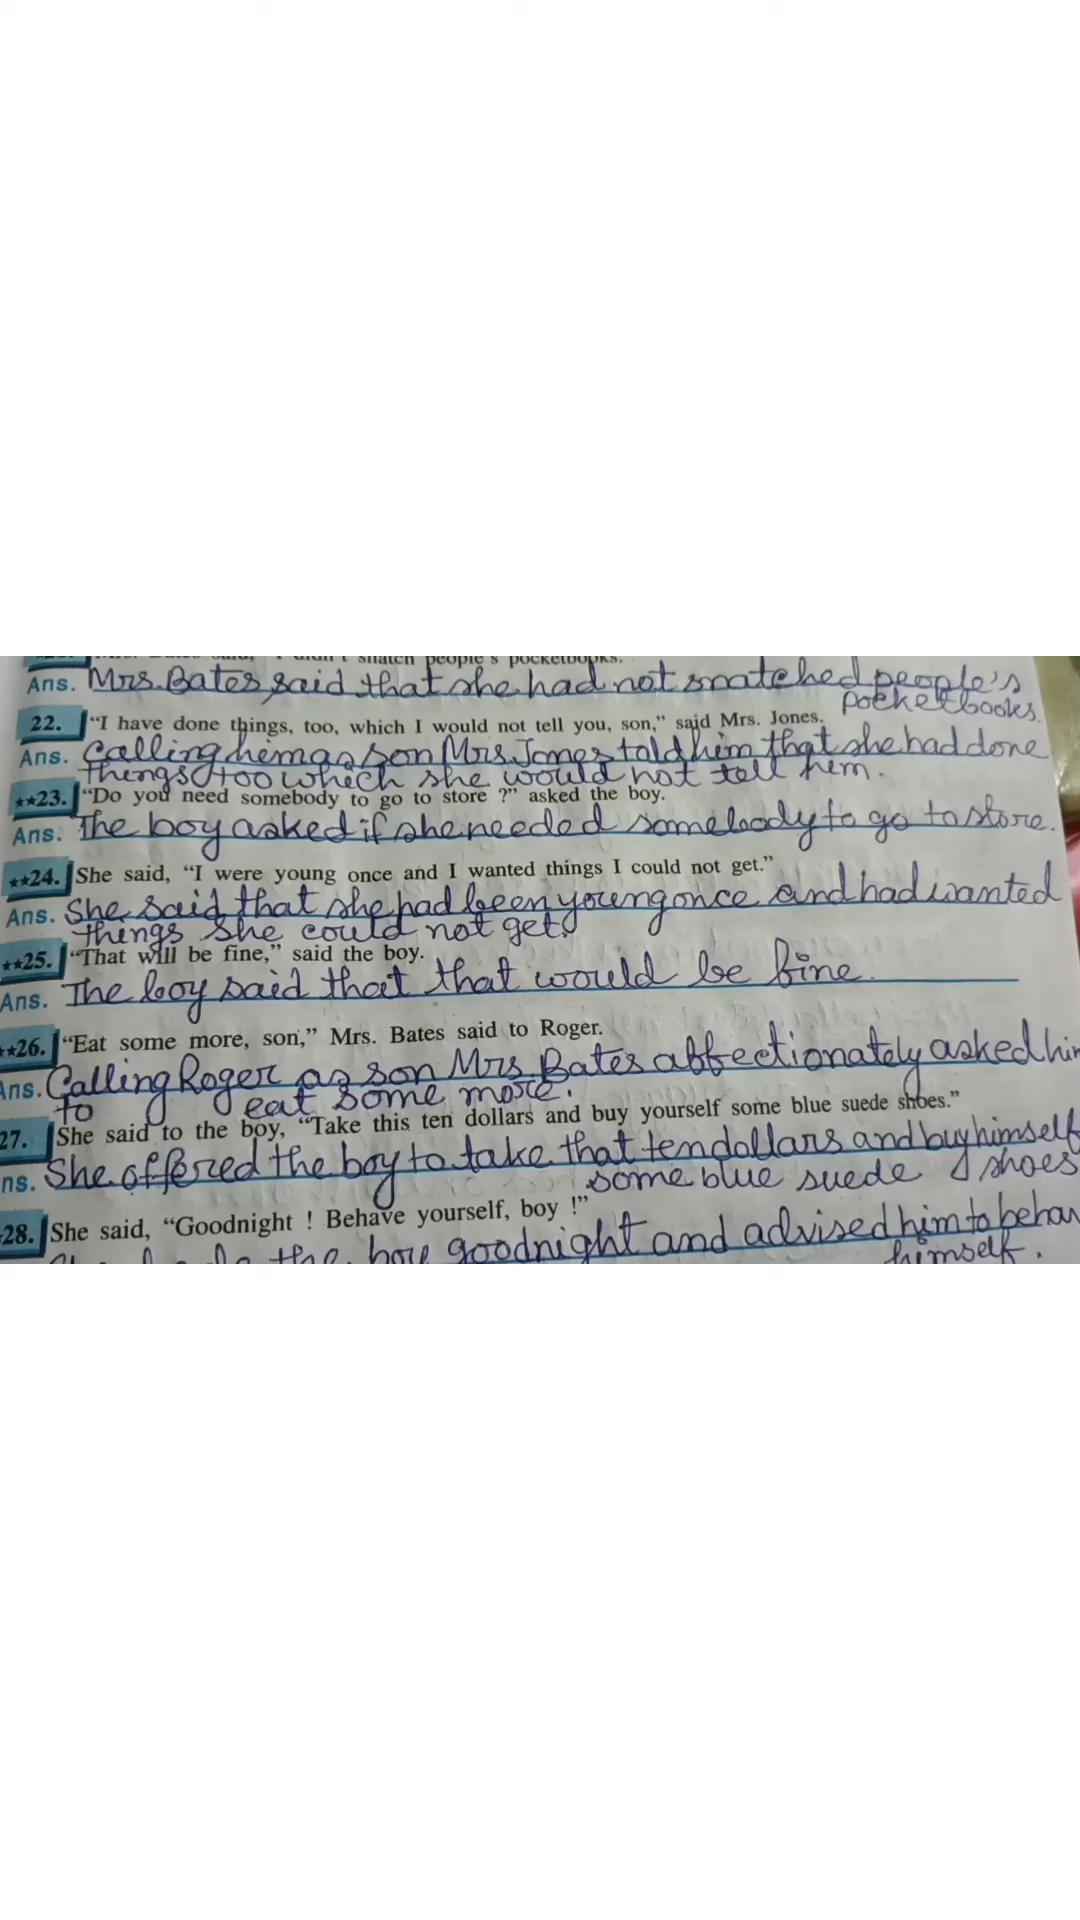 snatch people's pocketbooks.
Ans. Mrs. Bates said that she had not snatched people's
pocketbooks.
22. "I have done things, too, which I would not tell you, son," said Mrs. Jones.
Ans. Calling him as son Mrs. Jones told him that she had done
things too which she would not tell him.
★★23. "Do you need somebody to go to store ?" asked the boy.
Ans. The boy asked if she needed somebody to go to store.
★★24. She said, "I were young once and I wanted things I could not get."
Ans. She said that she had been young once and had wanted
things she could not get.
★★25. "That will be fine," said the boy.
Ans. The boy said that that would be fine.
★26. "Eat some more, son," Mrs. Bates said to Roger.
Ans. Calling Roger as son Mrs. Bates affectionately asked him
to eat some more.
27. She said to the boy, "Take this ten dollars and buy yourself some blue suede shoes."
ns. She offered the boy to take that ten dollars and buy himself
some blue suede shoes
28. She said, "Goodnight ! Behave yourself, boy !"
the boy goodnight and advised him to behav
himself.